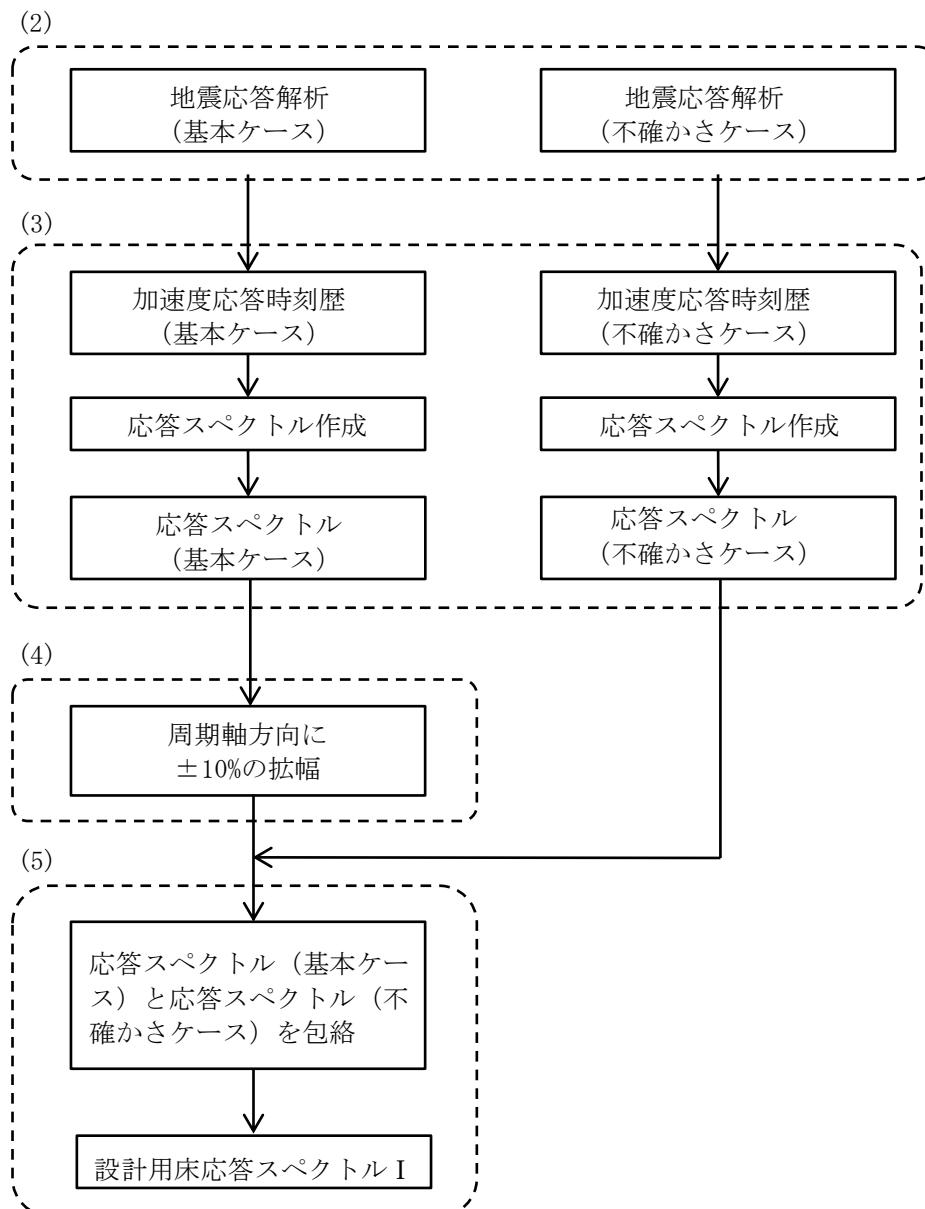 (2)
地震応答解析
（基本ケース）
地震応答解析
（不確かさケース）
(3)
加速度応答時刻歴
（基本ケース）
加速度応答時刻歴
（不確かさケース）
応答スペクトル作成
応答スペクトル作成
応答スペクトル
（基本ケース）
応答スペクトル
（不確かさケース）
(4)
周期軸方向に
±10%の拡幅
(5)
応答スペクトル（基本ケー
ス）と応答スペクトル（不
確かさケース）を包絡
設計用床応答スペクトルⅠ